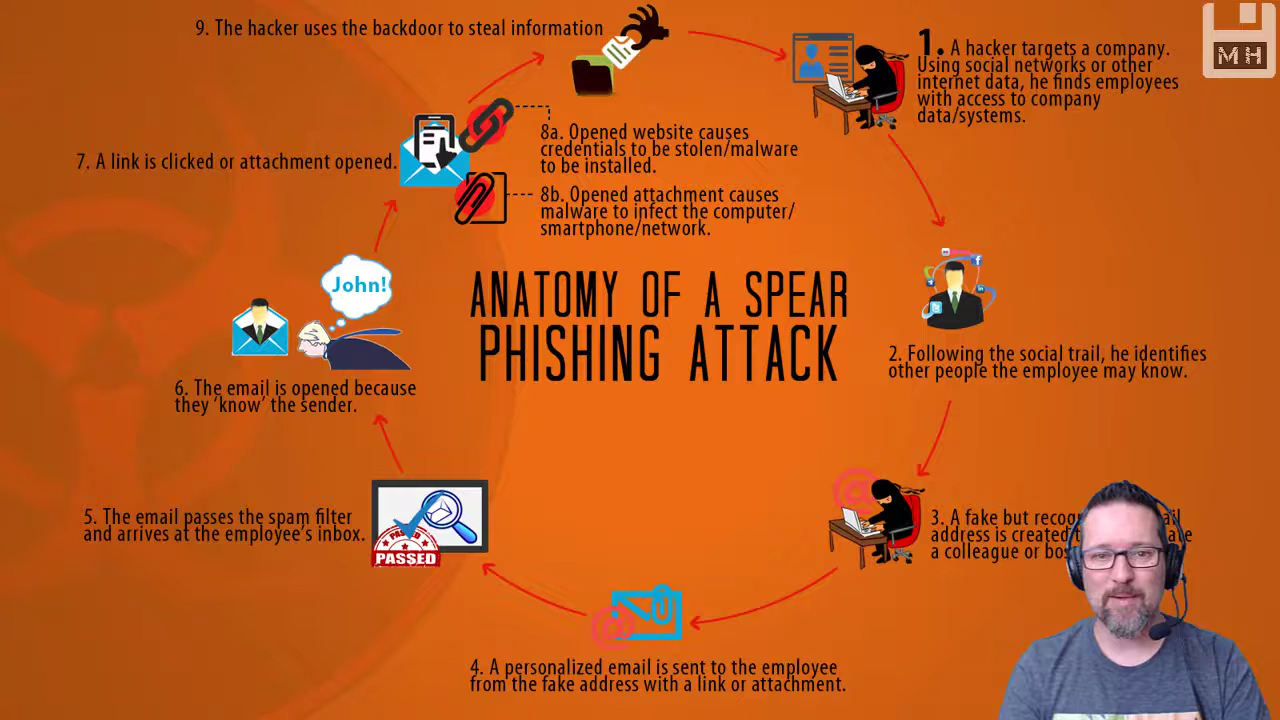 9. The hacker uses the backdoor to steal information
MH
1. A hacker targets a company.
Using social networks or other
internet data, he finds employees
with access to company
data/systems.
7. A link is clicked or attachment opened.
8a. Opened website causes
credentials to be stolen/malware
to be installed.
8b. Opened attachment causes
malware to infect the computer/
smartphone/network.
ANATOMY OF A SPEAR
PHISHING ATTACK
John!
2. Following the social trail, he identifies
other people the employee may know.
6. The email is opened because
they ‘know’ the sender.
5. The email passes the spam filter
and arrives at the employee's inbox.
PASSED
3. A fake but
address is created
a colleague or
4. A personalized email is sent to the employee
from the fake address with a link or attachment.